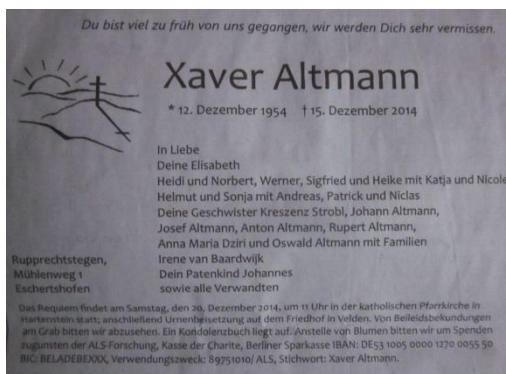 Du bist viel zu früh von uns gegangen, wir werden Dich sehr vermissen.
Xaver Altmann
* 12. Dezember 1954 † 15. Dezember 2014
In Liebe
Deine Elisabeth
Heidi und Norbert, Werner, Sigfried und Heike mit Katja und Nicole
Helmut und Sonja mit Andreas, Patrick und Niclas
Deine Geschwister Kreszenz Strobl, Johann Altmann,
Josef Altmann, Anton Altmann, Rupert Altmann,
Anna Maria Dziri und Oswald Altmann mit Familien
Irene van Baardwijk
Dein Patenkind Johannes
sowie alle Verwandten
Rupprechtstegen,
Mühlenweg 1
Eschertshofen
Das Requiem findet am Samstag, den 20. Dezember 2014, um 11 Uhr in der katholischen Pfarrkirche in
Hartenstein statt; anschließend Urnenbeisetzung auf dem Friedhof in Velden. Von Beileidsbekundungen
am Grab bitten wir abzusehen. Ein Kondolenzbuch liegt auf. Anstelle von Blumen bitten wir um Spenden
zugunsten der ALS-Forschung, Kasse der Charite, Berliner Sparkasse IBAN: DE53 1005 0000 1270 0055 50
BIC: BELADEBEXXX, Verwendungszweck: 89751010/ ALS, Stichwort: Xaver Altmann.